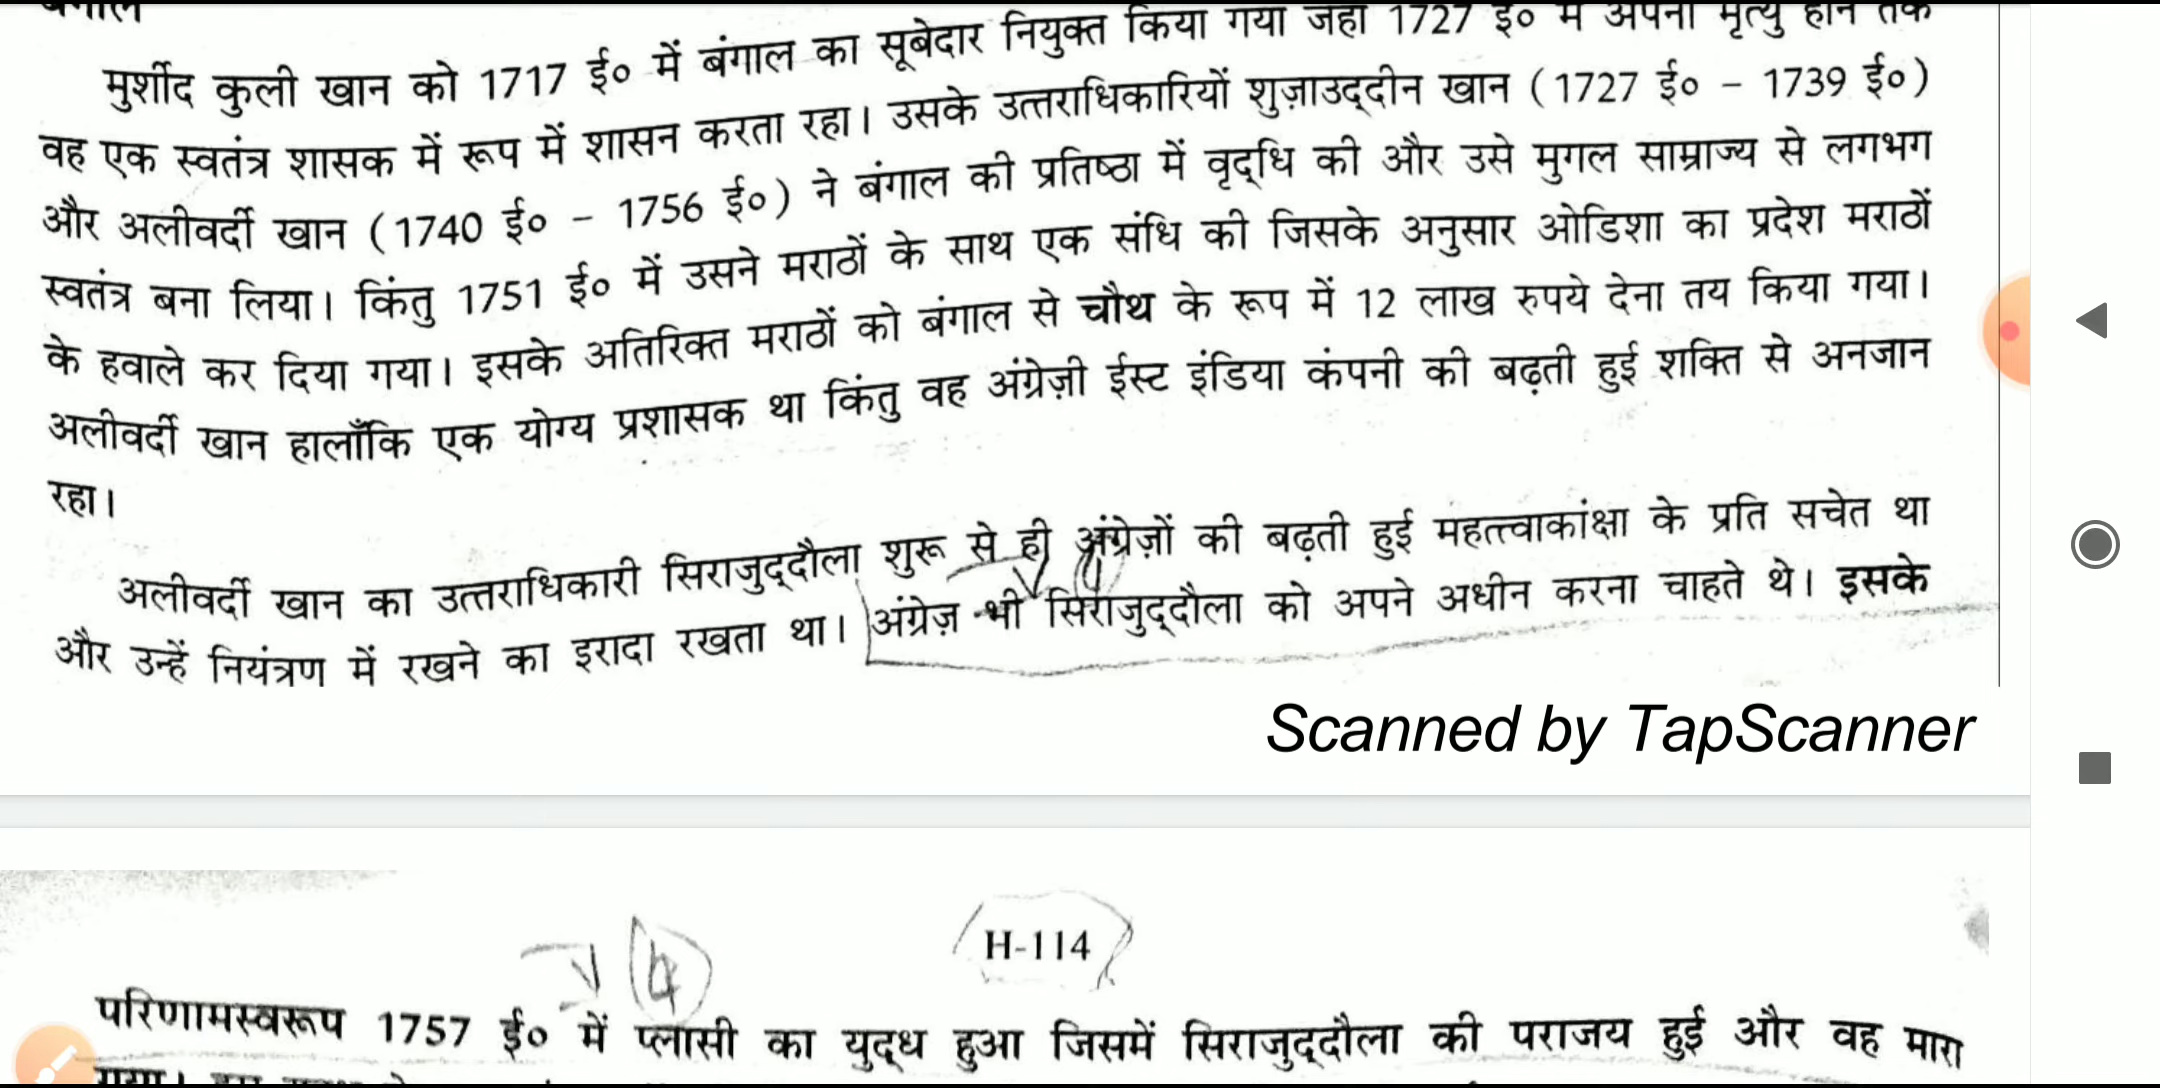 मुर्शीद कुली खान को 1717 ई० में बंगाल का सूबेदार नियुक्त किया गया जहाँ 1727 ई० में अपनी मृत्यु होने तक
वह एक स्वतंत्र शासक में रूप में शासन करता रहा। उसके उत्तराधिकारियों शुज़ाउद्दीन खान (1727 ई० – 1739 ई०)
और अलीवर्दी खान (1740 ई० – 1756 ई०) ने बंगाल की प्रतिष्ठा में वृद्धि की और उसे मुगल साम्राज्य से लगभग
स्वतंत्र बना लिया। किंतु 1751 ई० में उसने मराठों के साथ एक संधि की जिसके अनुसार ओडिशा का प्रदेश मराठों
के हवाले कर दिया गया। इसके अतिरिक्त मराठों को बंगाल से चौथ के रूप में 12 लाख रुपये देना तय किया गया।
अलीवर्दी खान हालाँकि एक योग्य प्रशासक था किंतु वह अंग्रेज़ी ईस्ट इंडिया कंपनी की बढ़ती हुई शक्ति से अनजान
रहा।
अलीवर्दी खान का उत्तराधिकारी सिराजुद्दौला शुरू से ही अंग्रेज़ों की बढ़ती हुई महत्त्वाकांक्षा के प्रति सचेत था
और उन्हें नियंत्रण में रखने का इरादा रखता था। अंग्रेज़ भी सिराजुद्दौला को अपने अधीन करना चाहते थे। इसके
Scanned by TapScanner
H-114
4
परिणामस्वरूप 1757 ई० में प्लासी का युद्ध हुआ जिसमें सिराजुद्दौला की पराजय हुई और वह मारा